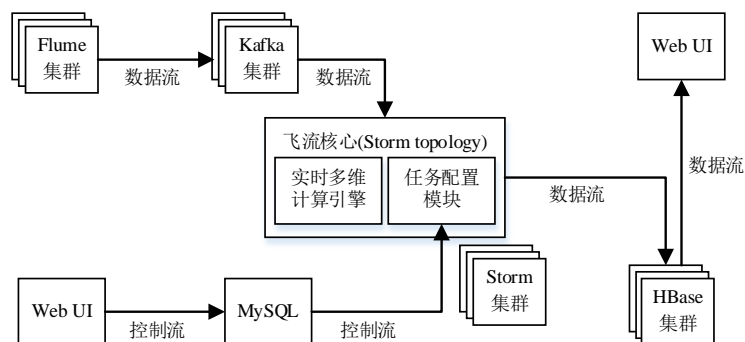 Flume
集群
数据流
Kafka
集群
数据流
Web UI
飞流核心(Storm topology)
实时多维
计算引擎
任务配置
模块
数据流
数据流
Web UI
控制流
MySQL
控制流
Storm
集群
HBase
集群